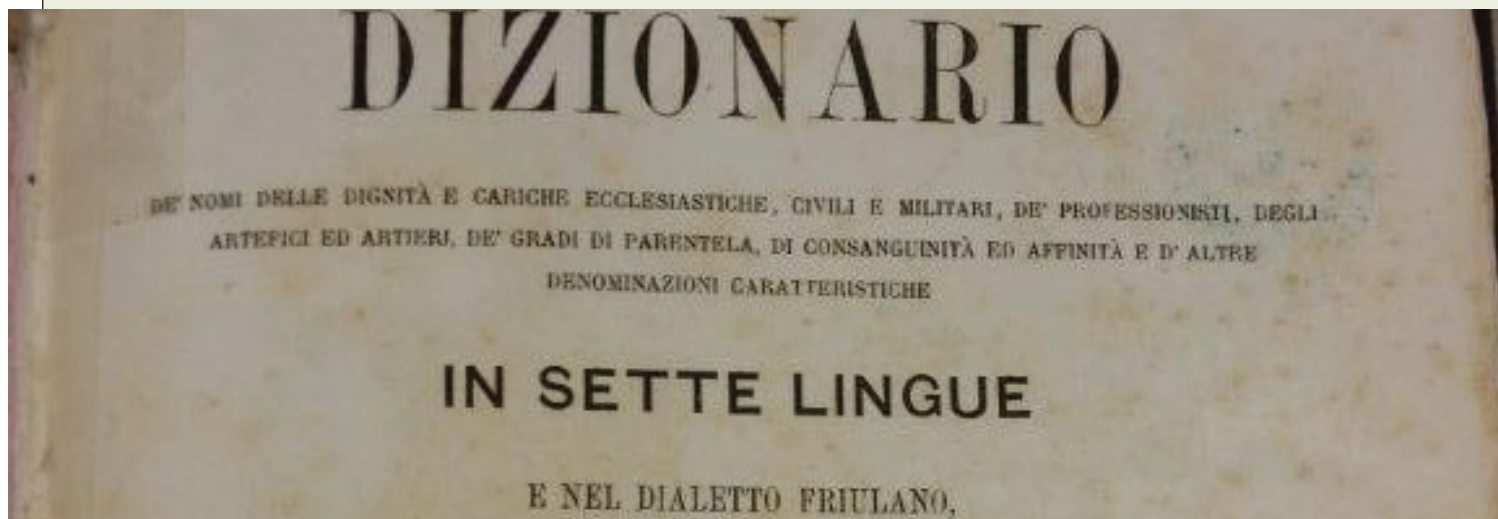 DIZIONARIO
DE' NOMI DELLE DIGNITÀ E CARICHE ECCLESIASTICHE, CIVILI E MILITARI, DE' PROFESSIONISTI, DEGLI
ARTEFICI ED ARTIERI, DE' GRADI DI PARENTELA, DI CONSANGUINITÀ ED AFFINITÀ E D' ALTRE
DENOMINAZIONI CARATTERISTICHE
IN SETTE LINGUE
E NEL DIALETTO FRIULANO,